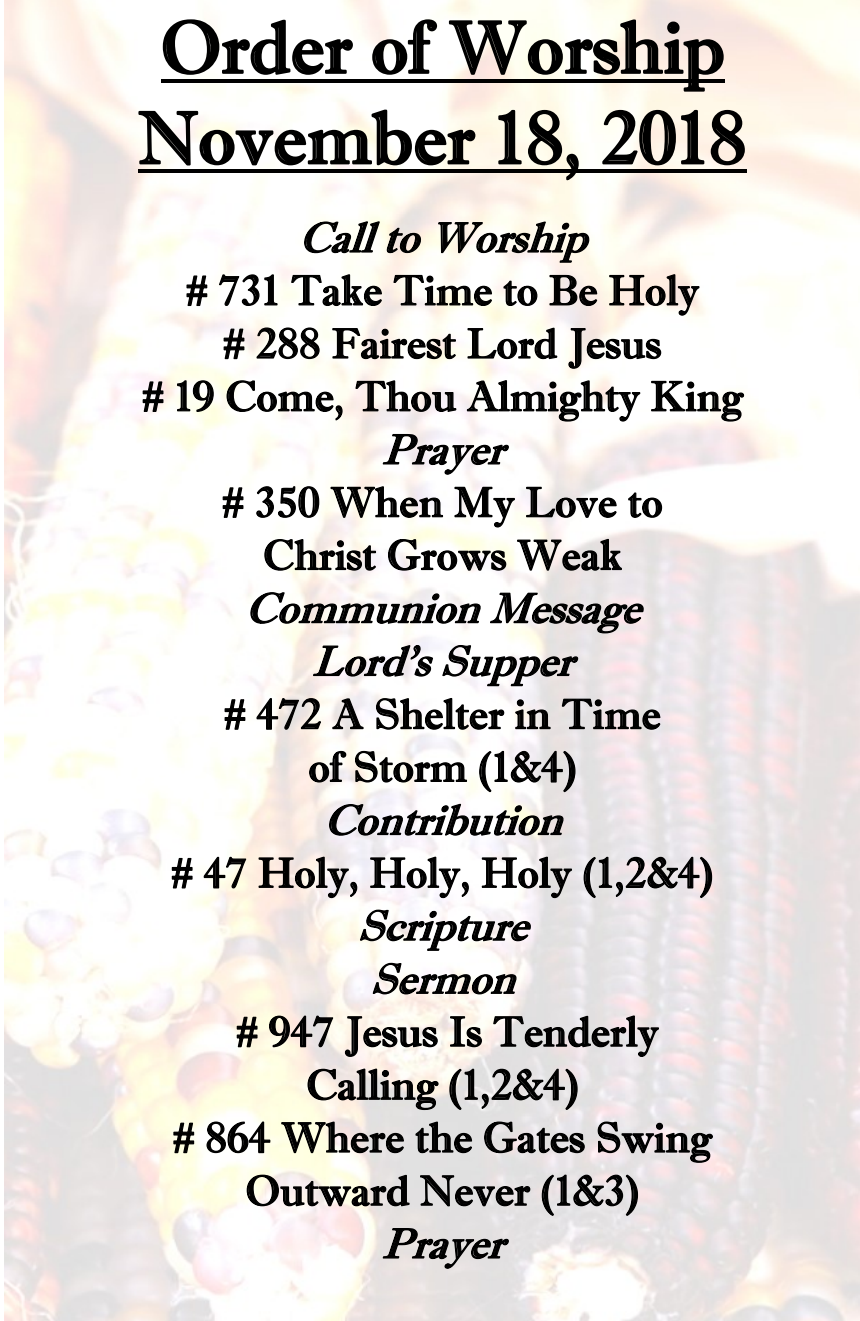 Order of Worship
November 18, 2018
Call to Worship
# 731 Take Time to Be Holy
# 288 Fairest Lord Jesus
# 19 Come, Thou Almighty King
Prayer
# 350 When My Love to
Christ Grows Weak
Communion Message
Lord’s Supper
# 472 A Shelter in Time
of Storm (1&4)
Contribution
# 47 Holy, Holy, Holy (1,2&4)
Scripture
Sermon
# 947 Jesus Is Tenderly
Calling (1,2&4)
# 864 Where the Gates Swing
Outward Never (1&3)
Prayer